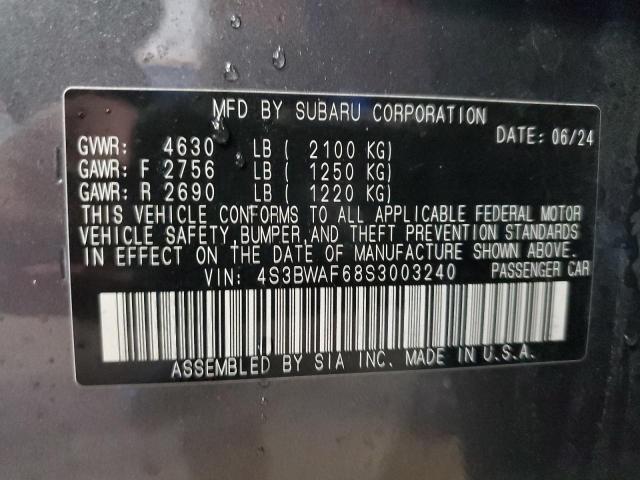 MFD BY SUBARU CORPORATION
DATE: 06/24
GVWR: 4630 LB ( 2100 KG)
GAWR: F 2756 LB ( 1250 KG)
GAWR: R 2690 LB ( 1220 KG)
THIS VEHICLE CONFORMS TO ALL APPLICABLE FEDERAL MOTOR
VEHICLE SAFETY, BUMPER, AND THEFT PREVENTION STANDARDS
IN EFFECT ON THE DATE OF MANUFACTURE SHOWN ABOVE.
VIN: 4S3BWAF68S3003240 PASSENGER CAR
ASSEMBLED BY SIA INC. MADE IN U.S.A.